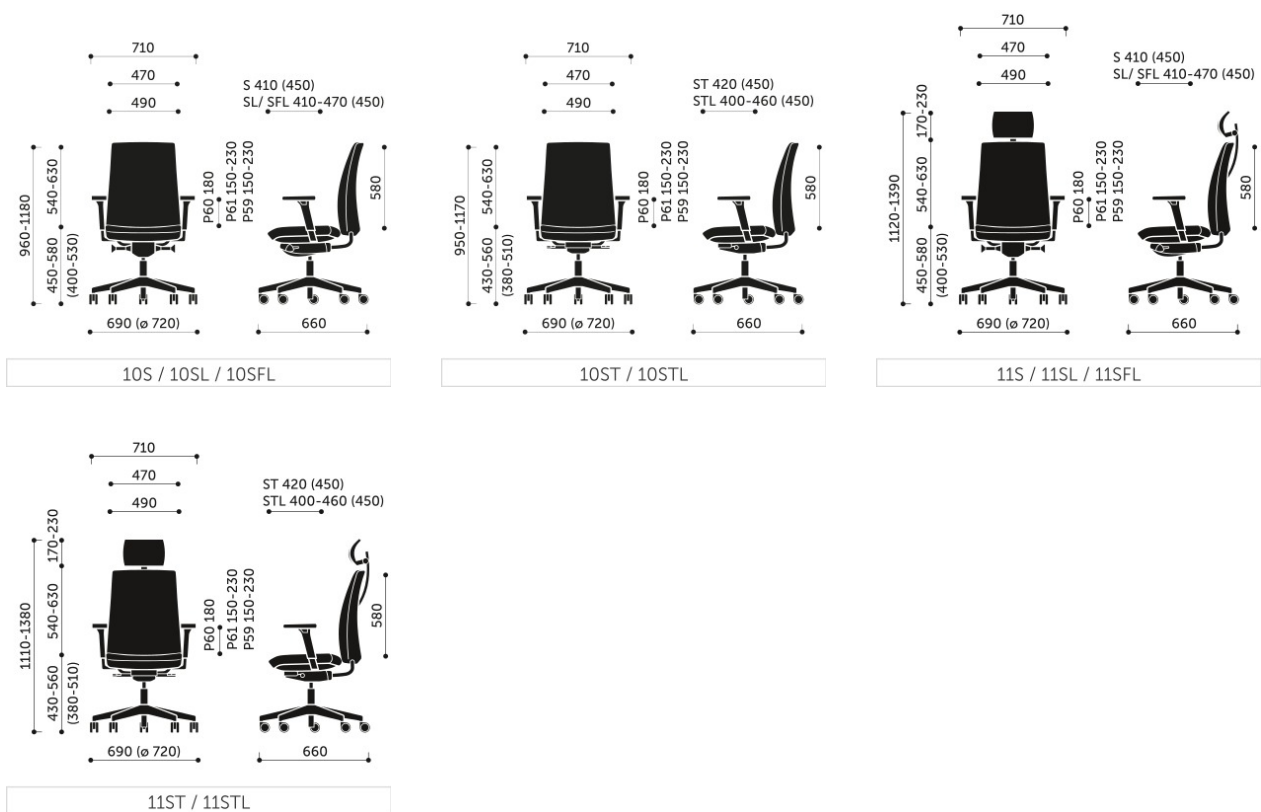 710
470
490
S 410 (450)
SL/ SFL 410-470 (450)
960-1180
540-630
450-580
(400-530)
P60 180
P61 150-230
P59 150-230
580
690 (ø 720)
660
10S / 10SL / 10SFL
710
470
490
ST 420 (450)
STL 400-460 (450)
950-1170
540-630
430-560
(380-510)
P60 180
P61 150-230
P59 150-230
580
690 (ø 720)
660
10ST / 10STL
710
470
490
S 410 (450)
SL/ SFL 410-470 (450)
170-230
1120-1390
540-630
450-580
(400-530)
P60 180
P61 150-230
P59 150-230
580
690 (ø 720)
660
11S / 11SL / 11SFL
710
470
490
ST 420 (450)
STL 400-460 (450)
170-230
1110-1380
540-630
430-560
(380-510)
P60 180
P61 150-230
P59 150-230
580
690 (ø 720)
660
11ST / 11STL